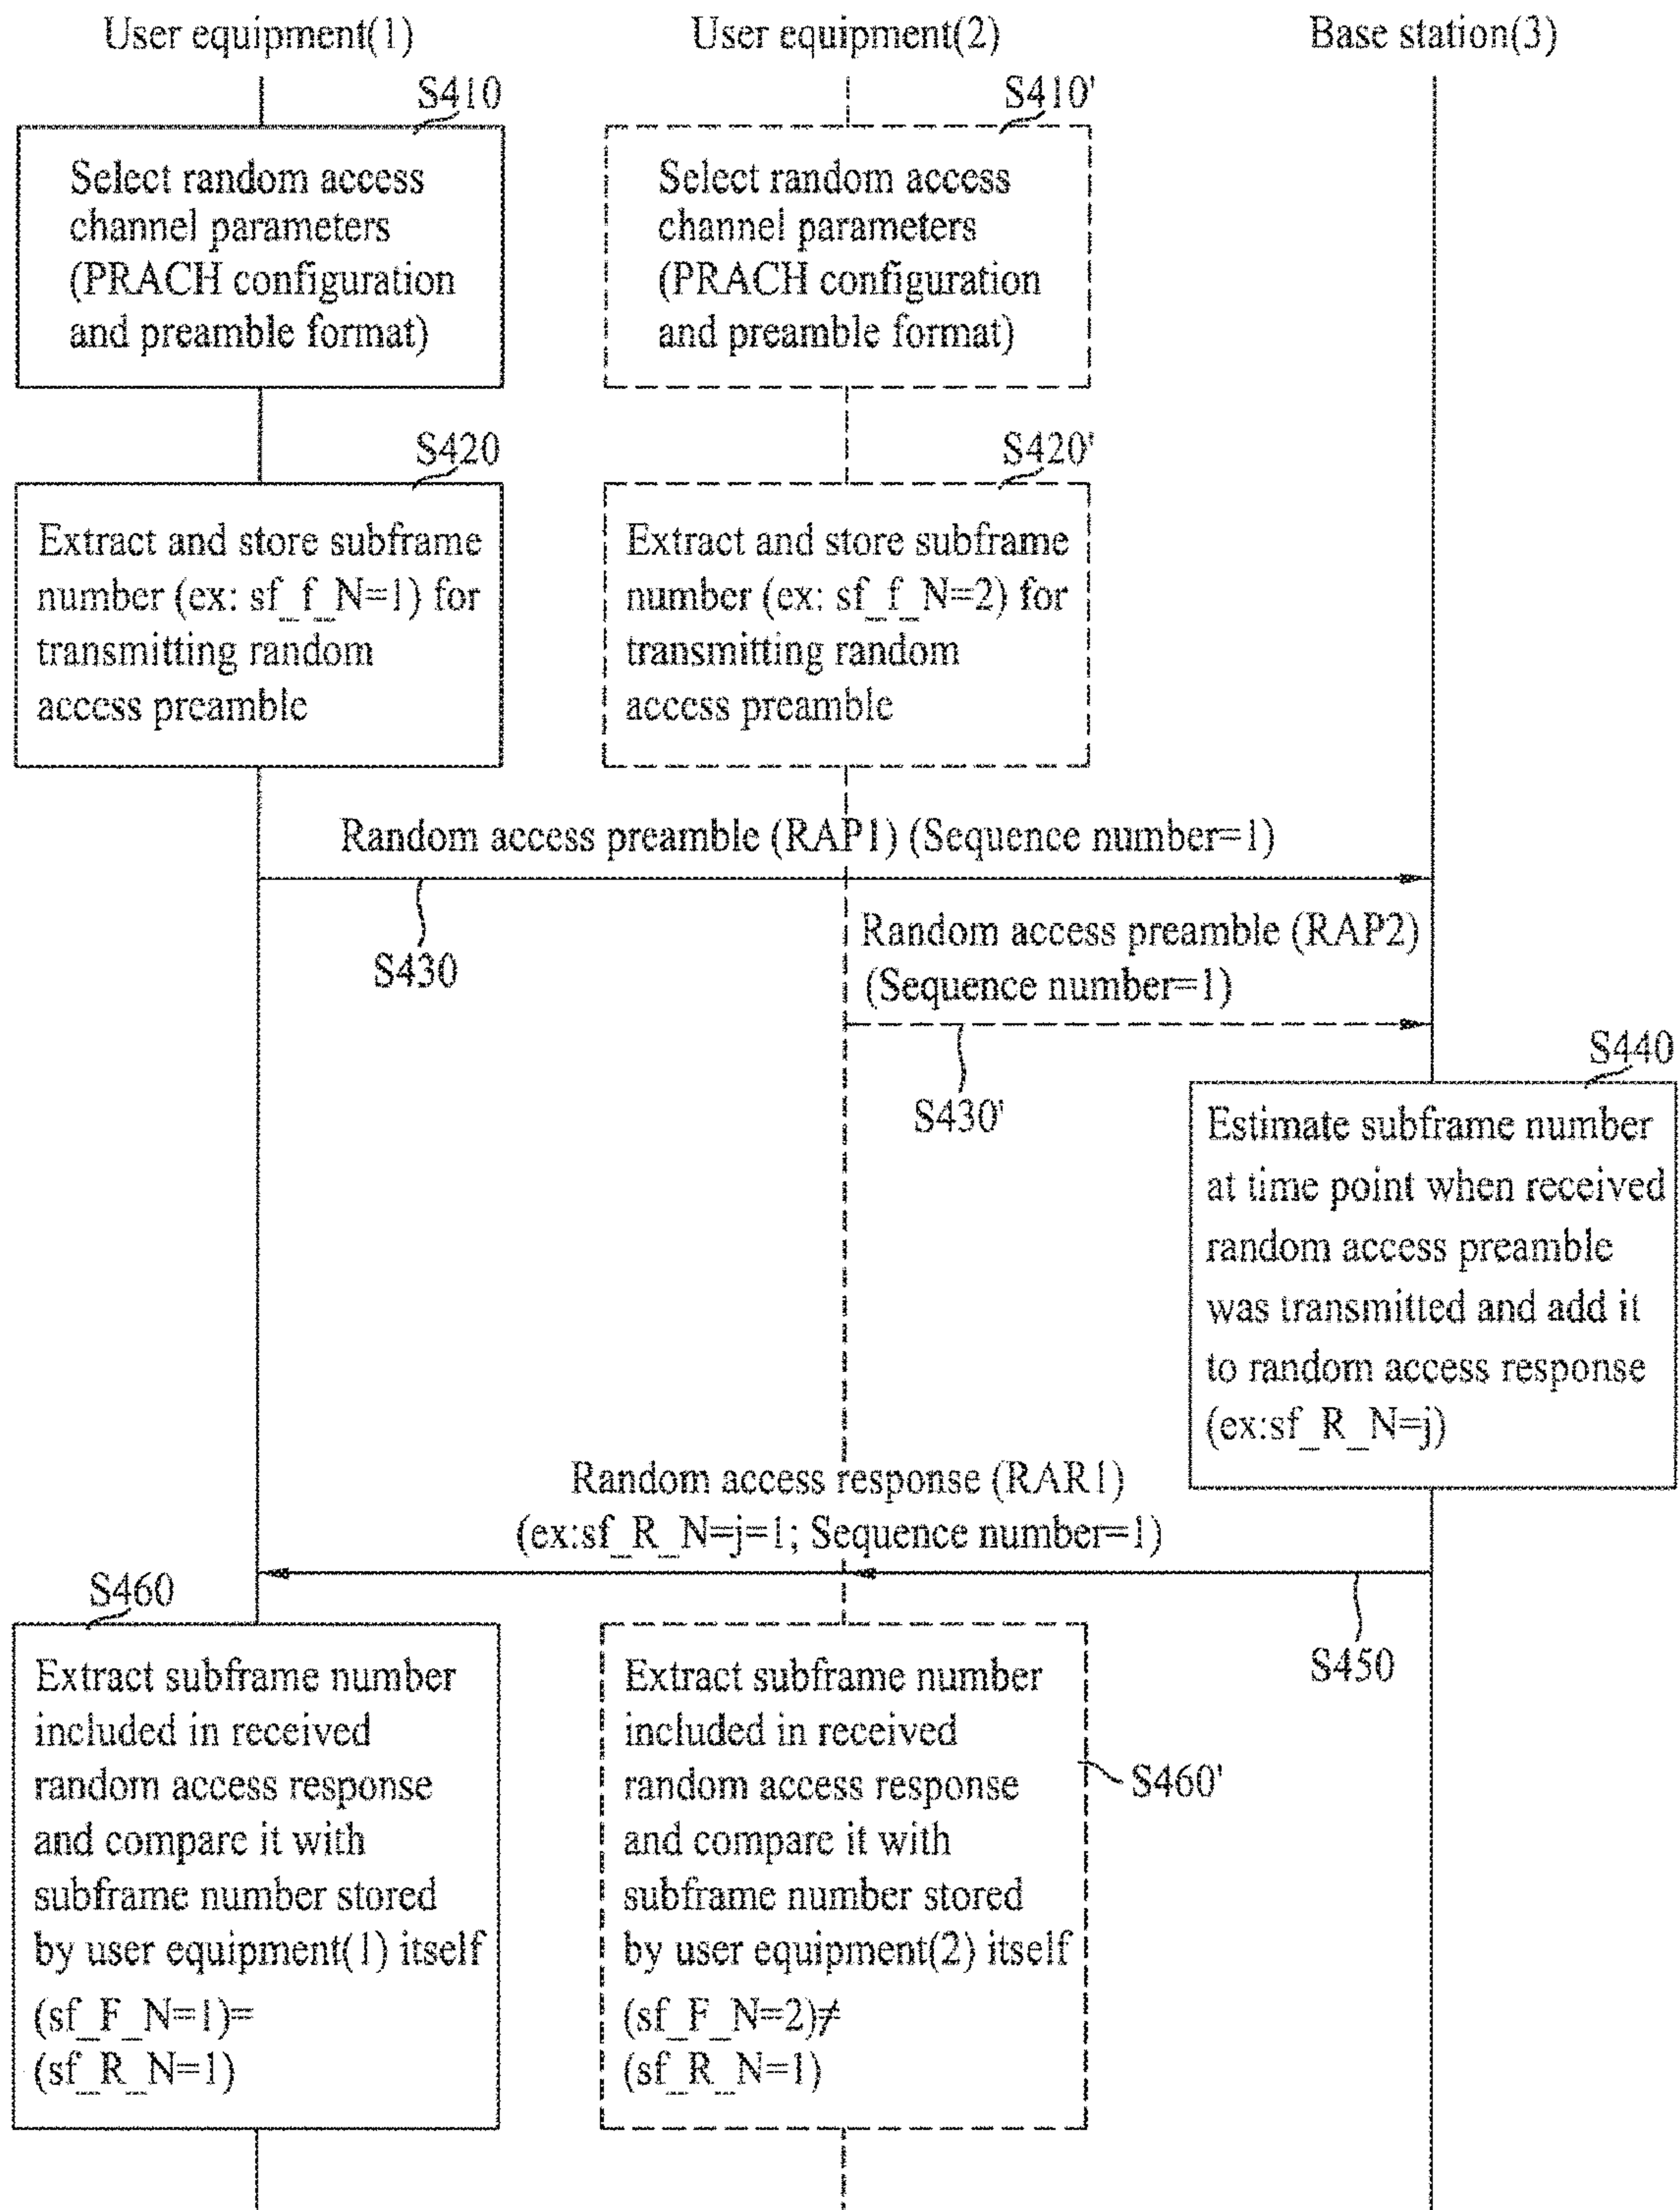 User equipment(1)
User equipment(2)
Base station(3)
S410
S410'
Select random access
channel parameters
(PRACH configuration
and preamble format)
Select random access
channel parameters
(PRACH configuration
and preamble format)
S420
S420'
Extract and store subframe
number (ex: sf_f_N=1) for
transmitting random
access preamble
Extract and store subframe
number (ex: sf_f_N=2) for
transmitting random
access preamble
Random access preamble (RAP1) (Sequence number=1)
S430
Random access preamble (RAP2)
(Sequence number=1)
S430'
S440
Estimate subframe number
at time point when received
random access preamble
was transmitted and add it
to random access response
(ex:sf_R_N=j)
Random access response (RAR1)
(ex:sf_R_N=j=1; Sequence number=1)
S450
S460
Extract subframe number
included in received
random access response
and compare it with
subframe number stored
by user equipment(1) itself
(sf_F_N=1)=
(sf_R_N=1)
Extract subframe number
included in received
random access response
and compare it with
subframe number stored
by user equipment(2) itself
(sf_F_N=2)≠
(sf_R_N=1)
S460'